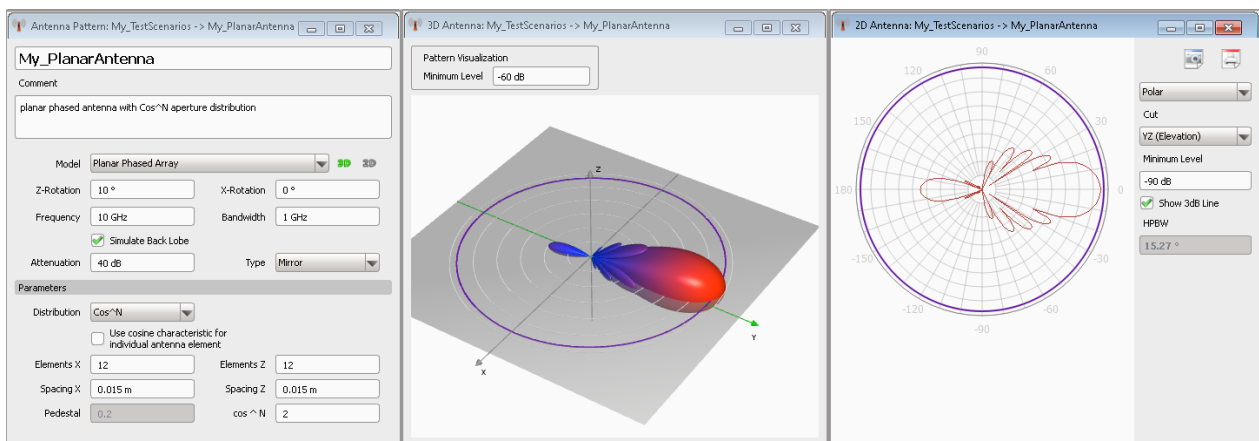 Antenna Pattern: My_TestScenarios -> My_PlanarAntenna
My_PlanarAntenna
Comment
planar phased antenna with Cos^N aperture distribution
Model Planar Phased Array 3D 2D
Z-Rotation 10 ° X-Rotation 0 °
Frequency 10 GHz Bandwidth 1 GHz
Simulate Back Lobe
Attenuation 40 dB Type Mirror
Parameters
Distribution Cos^N
Use cosine characteristic for
individual antenna element
Elements X 12 Elements Z 12
Spacing X 0.015 m Spacing Z 0.015 m
Pedestal 0.2 cos ^ N 2
3D Antenna: My_TestScenarios -> My_PlanarAntenna
Pattern Visualization
Minimum Level -60 dB
Z
Y
X
2D Antenna: My_TestScenarios -> My_PlanarAntenna
90
120 60
150 30
180 0
-150 -30
-120 -60
-90
Polar
Cut
YZ (Elevation)
Minimum Level
-90 dB
Show 3dB Line
HPBW
15.27 °